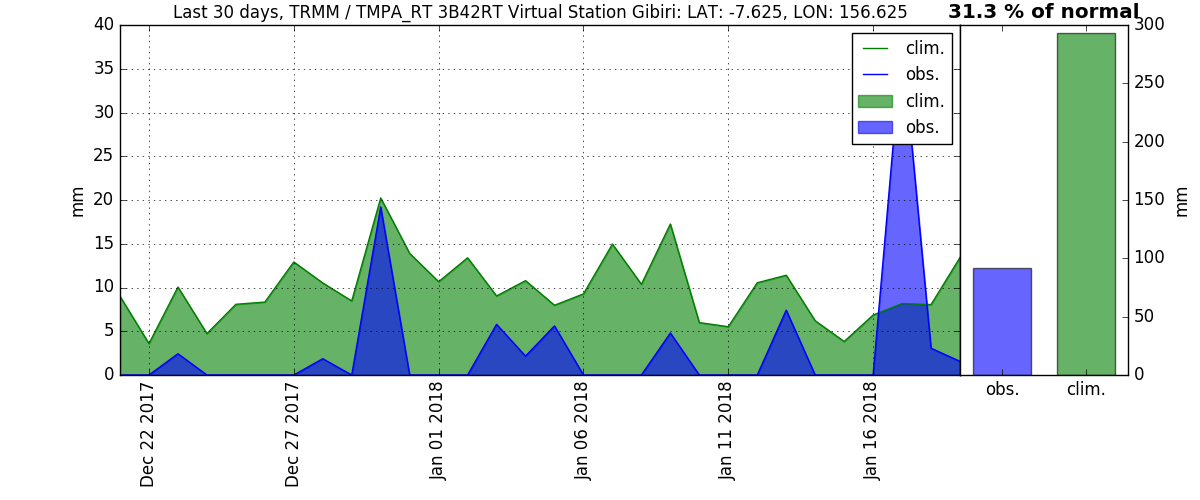 Last 30 days, TRMM / TMPA_RT 3B42RT Virtual Station Gibiri: LAT: -7.625, LON: 156.625
31.3 % of normal
40
35
30
25
20
15
10
5
0
mm
clim.
obs.
clim.
obs.
Dec 22 2017
Dec 27 2017
Jan 01 2018
Jan 06 2018
Jan 11 2018
Jan 16 2018
300
250
200
150
100
50
0
mm
obs.
clim.